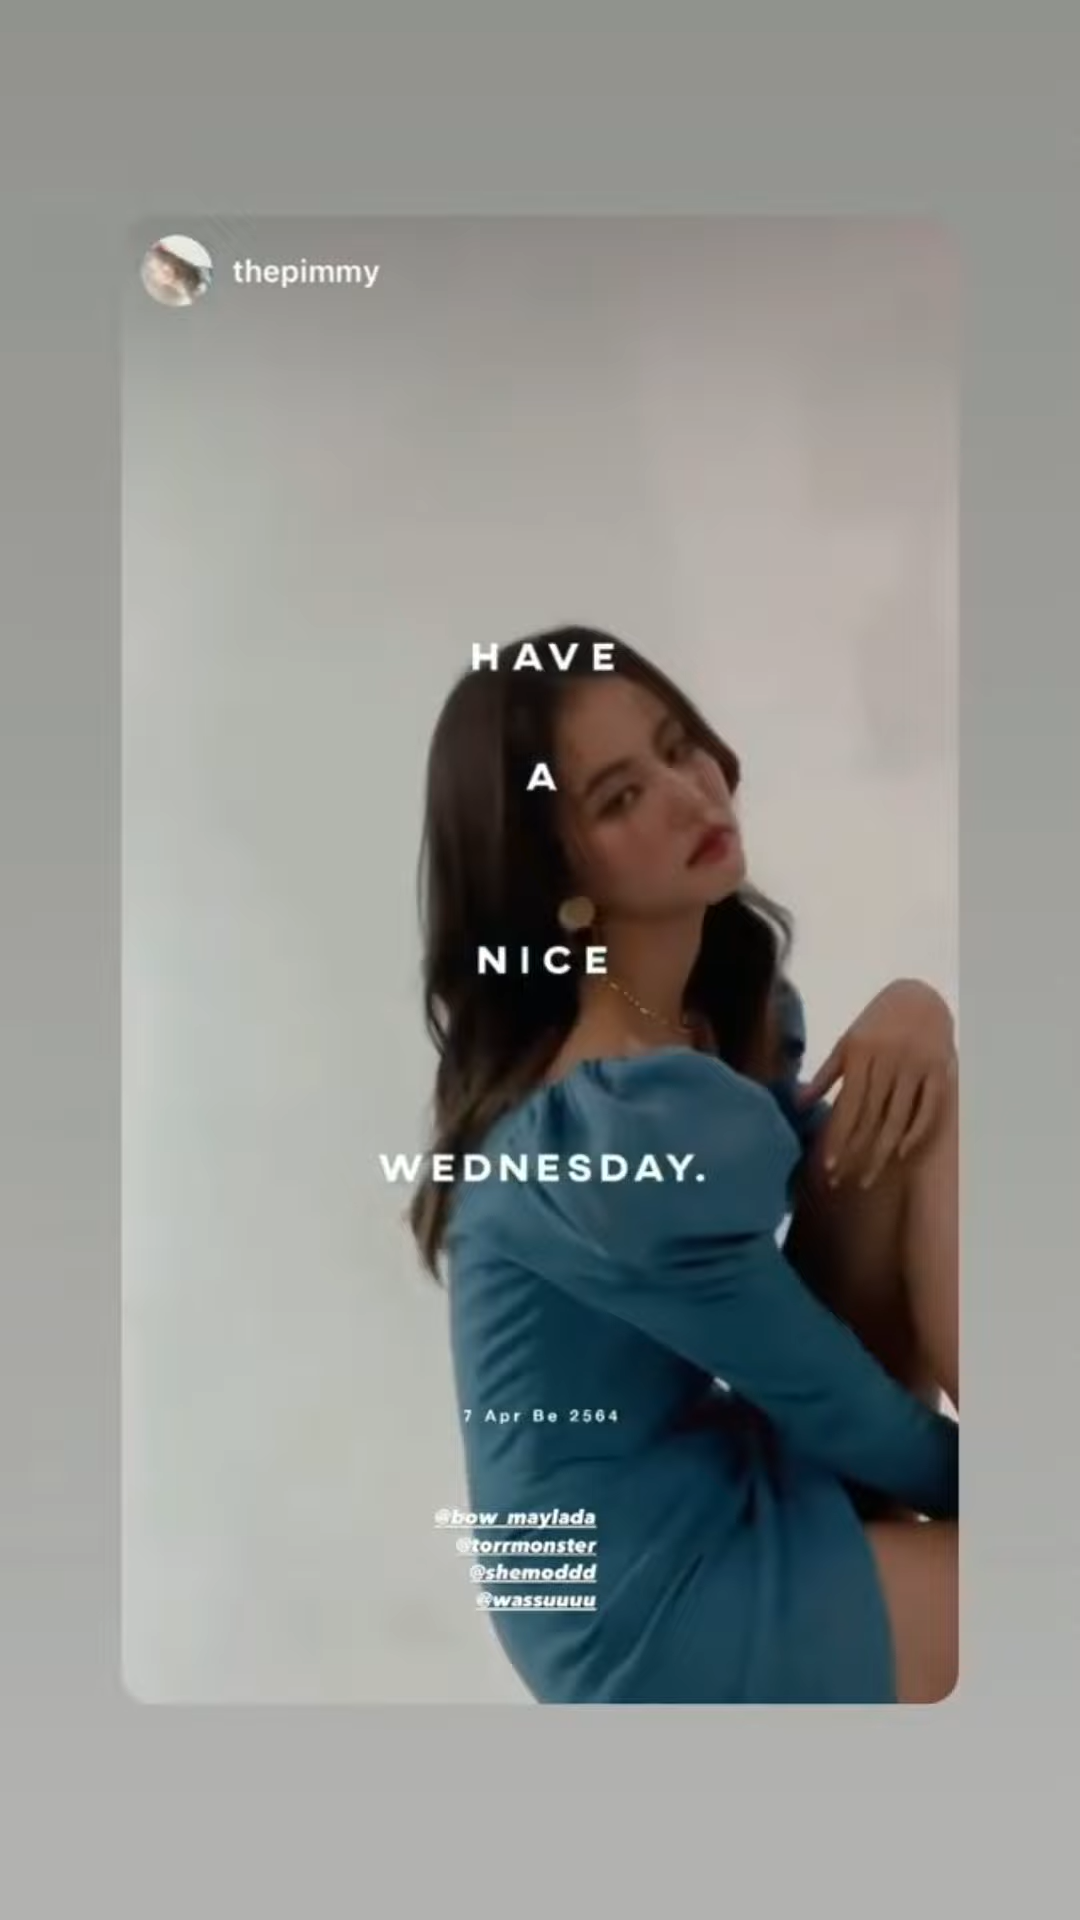 thepimmy
HAVE
A
NICE
WEDNESDAY.
7 Apr Be 2564
@bow_maylada
@torrmonster
@shemoddd
@wassuuuu